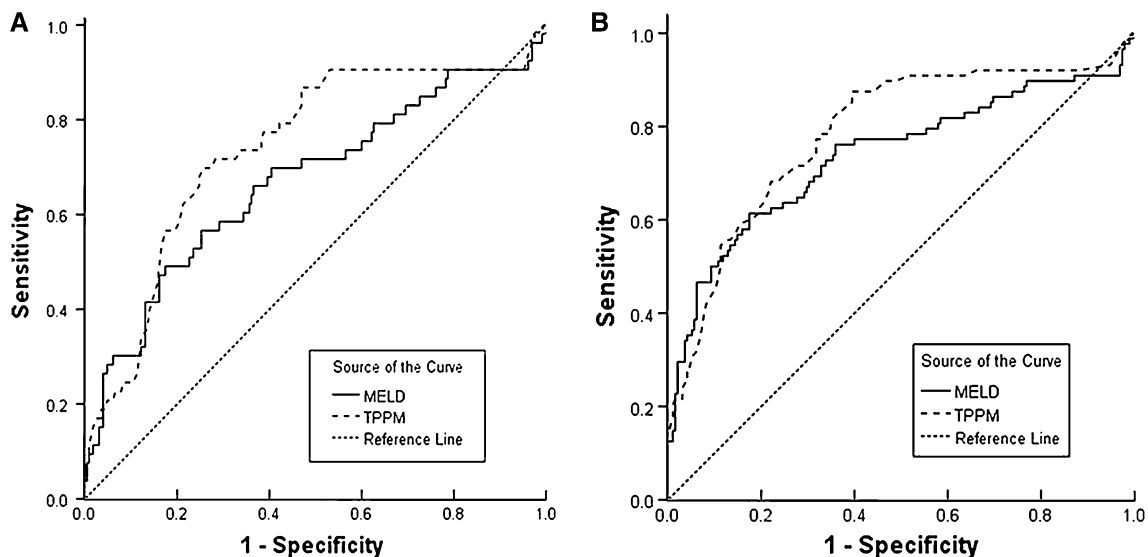 A
1.0
0.8
0.6
0.4
0.2
0.0
Sensitivity
Source of the Curve
MELD
TPPM
Reference Line
0.0 0.2 0.4 0.6 0.8 1.0
1 - Specificity
B
1.0
0.8
0.6
0.4
0.2
0.0
Sensitivity
Source of the Curve
MELD
TPPM
Reference Line
0.0 0.2 0.4 0.6 0.8 1.0
1 - Specificity